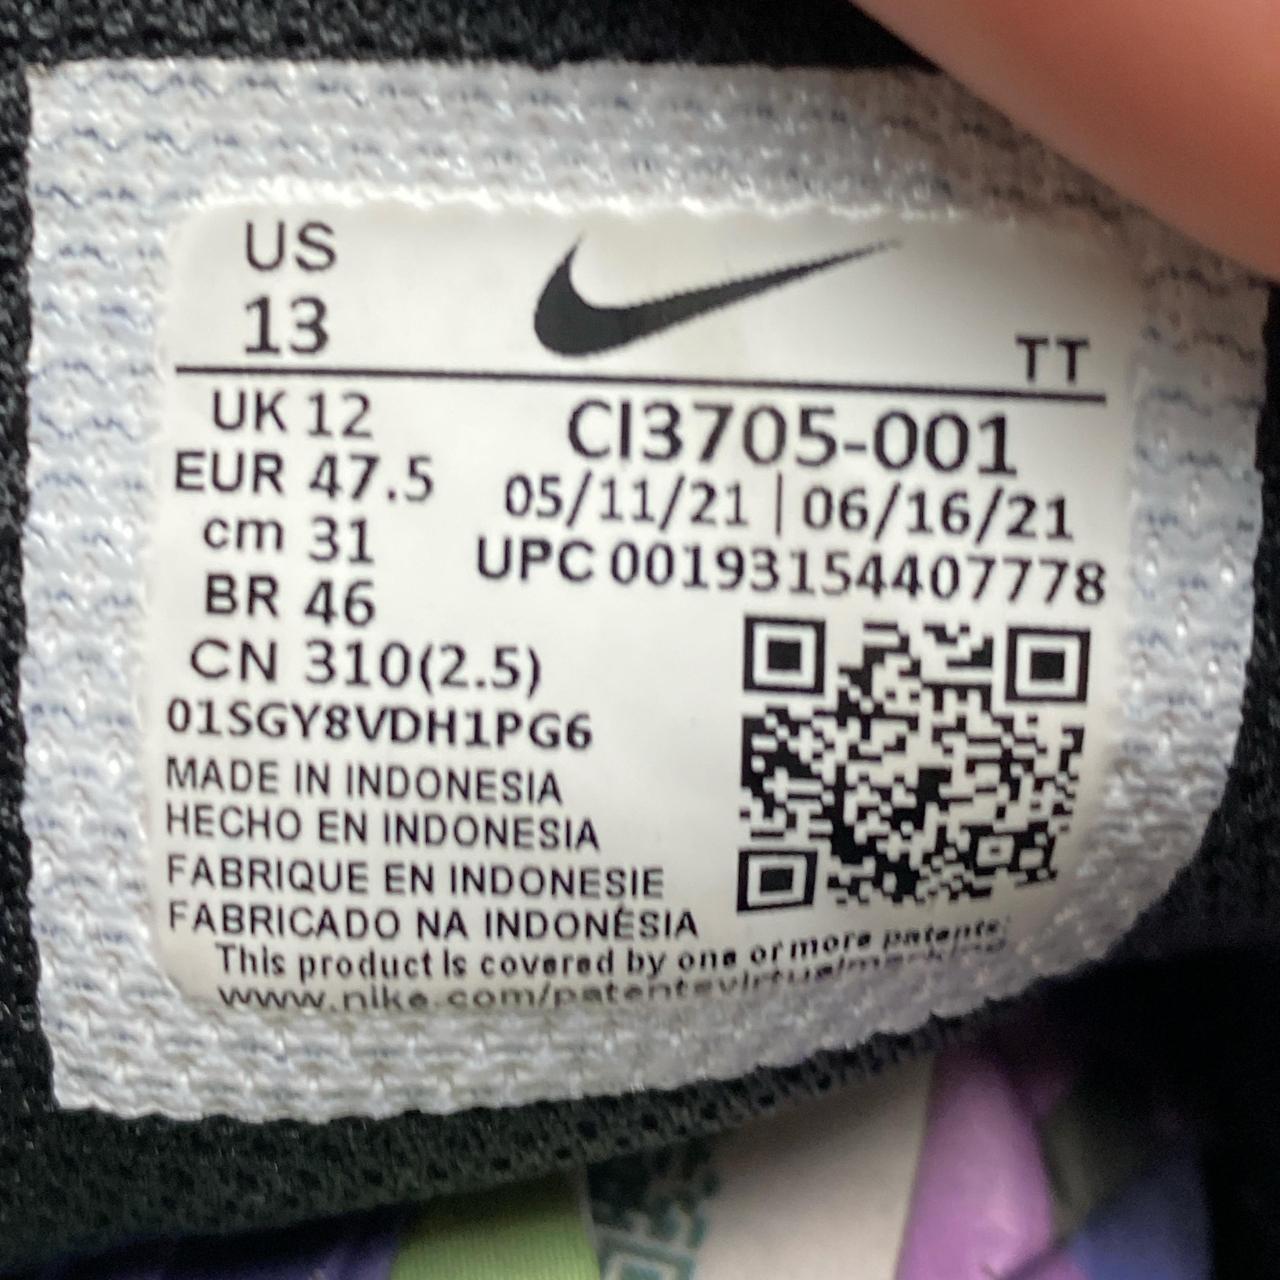 US
13
TT
UK 12
EUR 47.5
cm 31
BR 46
CN 310(2.5)
CI3705-001
05/11/21 | 06/16/21
UPC 00193154407778
01SGY8VDH1PG6
MADE IN INDONESIA
HECHO EN INDONESIA
FABRIQUE EN INDONESIE
FABRICADO NA INDONÉSIA
This product is covered by one or more patents:
www.nike.com/patentsvirtualmarking